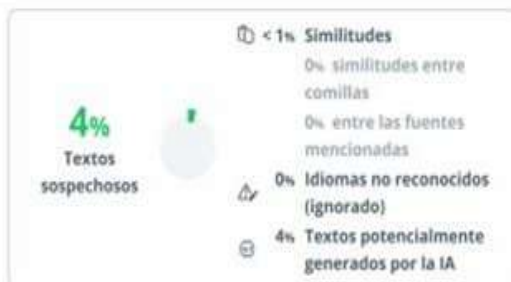 4%
Textos
sospechosos
< 1% Similitudes
0% similitudes entre
comillas
0% entre las fuentes
mencionadas
0% Idiomas no reconocidos
(ignorado)
4% Textos potencialmente
generados por la IA